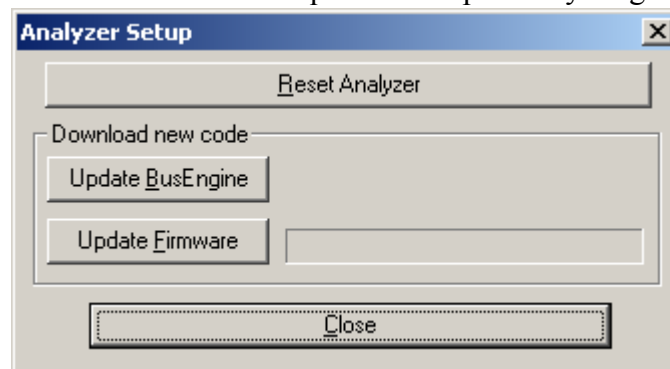 Analyzer Setup
Reset Analyzer
Download new code
Update BusEngine
Update Firmware
Close